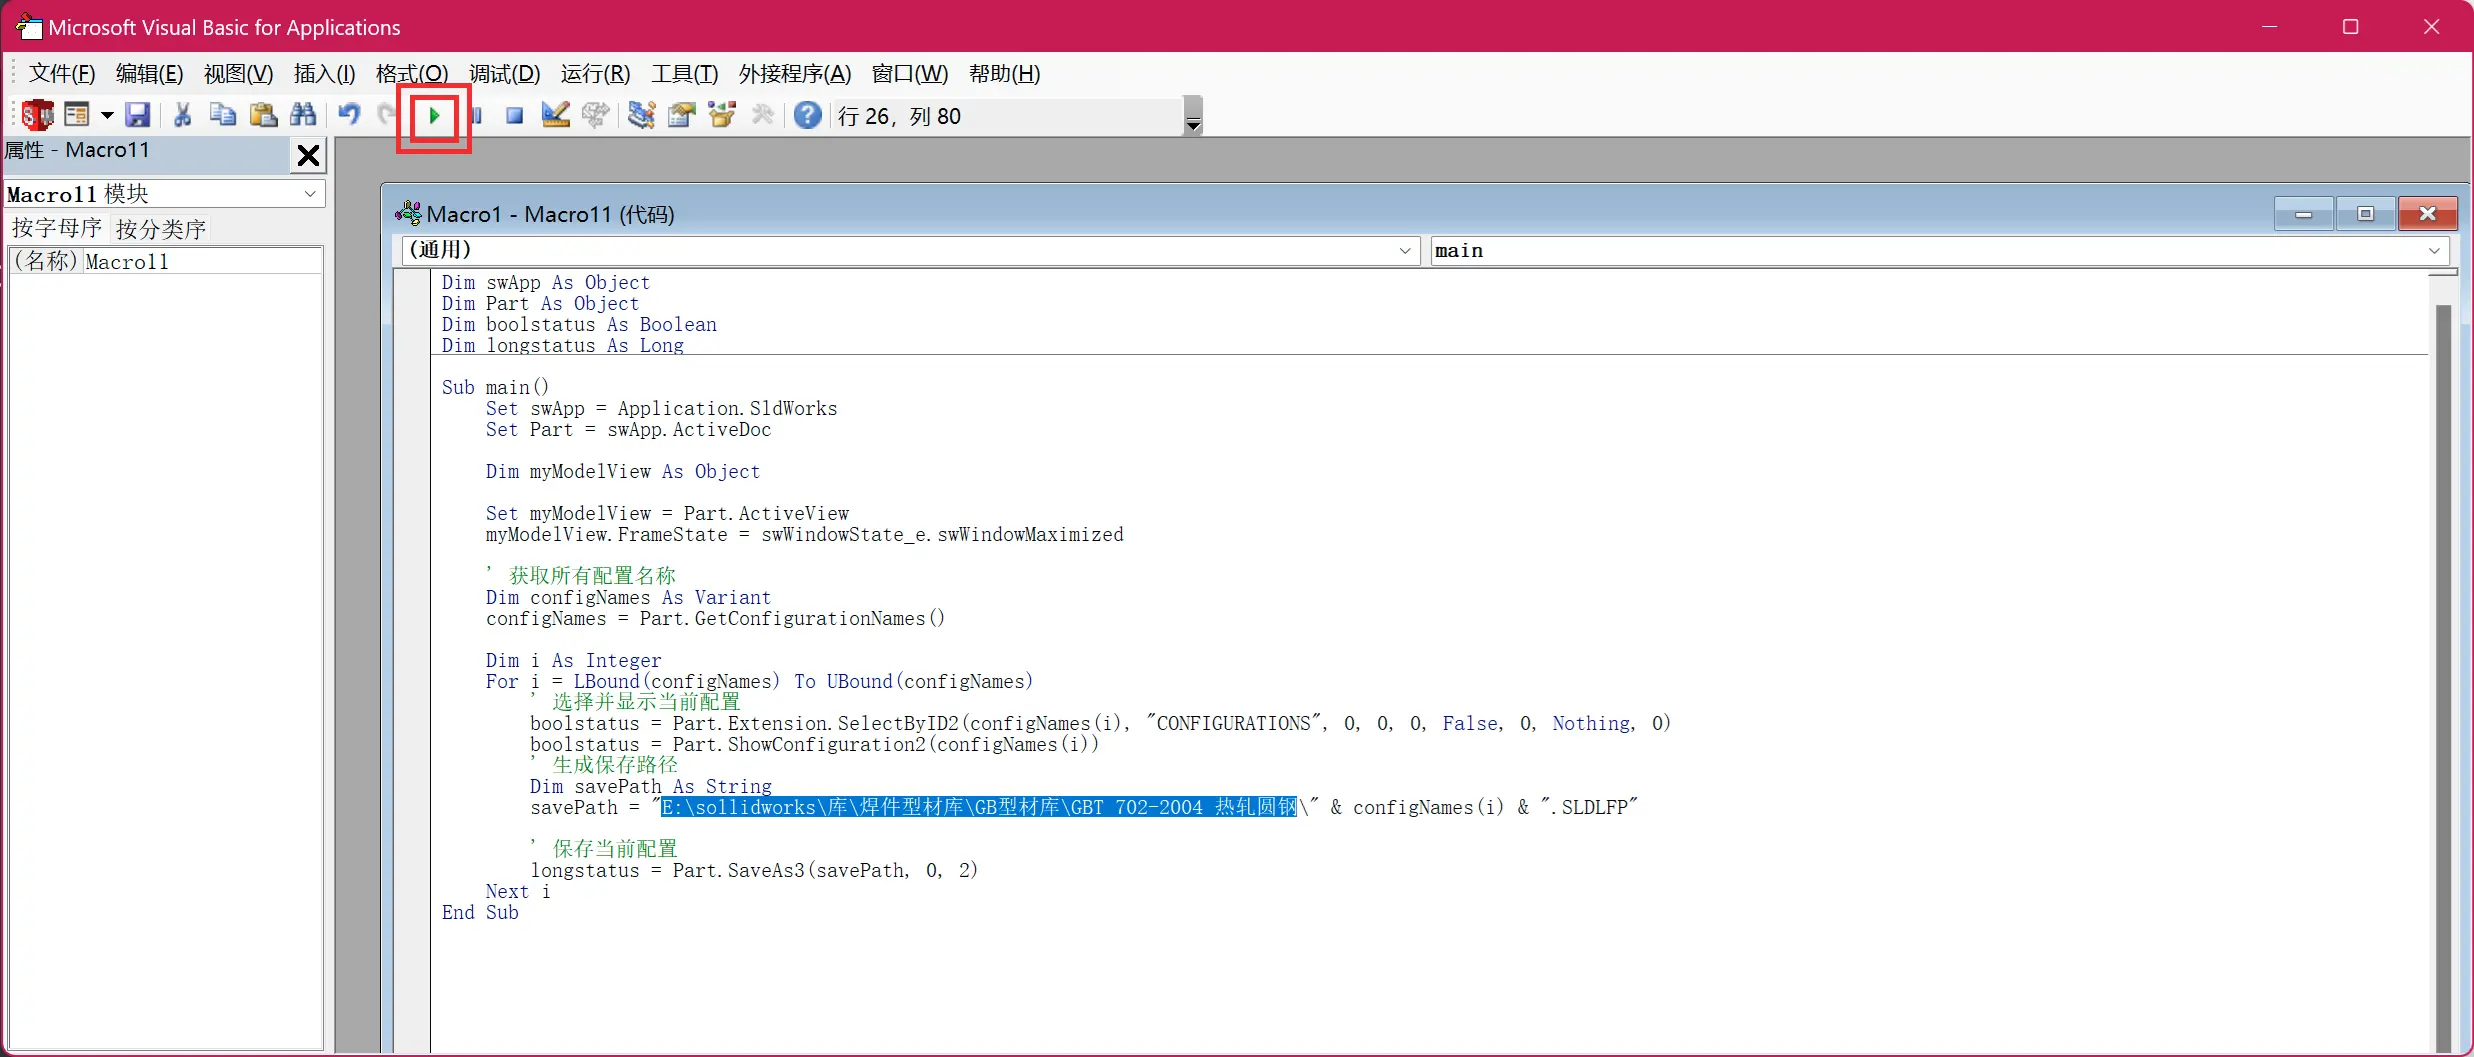 Microsoft Visual Basic for Applications
文件(F) 编辑(E) 视图(V) 插入(I) 格式(O) 调试(D) 运行(R) 工具(T) 外接程序(A) 窗口(W) 帮助(H)
行 26，列 80
属性 - Macro11
Macro11 模块
按字母序 按分类序
(名称) Macro11
Macro1 - Macro11 (代码)
(通用) main
Dim swApp As Object
Dim Part As Object
Dim boolstatus As Boolean
Dim longstatus As Long
Sub main()
Set swApp = Application.SldWorks
Set Part = swApp.ActiveDoc
Dim myModelView As Object
Set myModelView = Part.ActiveView
myModelView.FrameState = swWindowState_e.swWindowMaximized
' 获取所有配置名称
Dim configNames As Variant
configNames = Part.GetConfigurationNames()
Dim i As Integer
For i = LBound(configNames) To UBound(configNames)
' 选择并显示当前配置
boolstatus = Part.Extension.SelectByID2(configNames(i), "CONFIGURATIONS", 0, 0, 0, False, 0, Nothing, 0)
boolstatus = Part.ShowConfiguration2(configNames(i))
' 生成保存路径
Dim savePath As String
savePath = "E:\sollidworks\库\焊件型材库\GB型材库\GBT 702-2004 热轧圆钢\" & configNames(i) & ".SLDLFP"
' 保存当前配置
longstatus = Part.SaveAs3(savePath, 0, 2)
Next i
End Sub